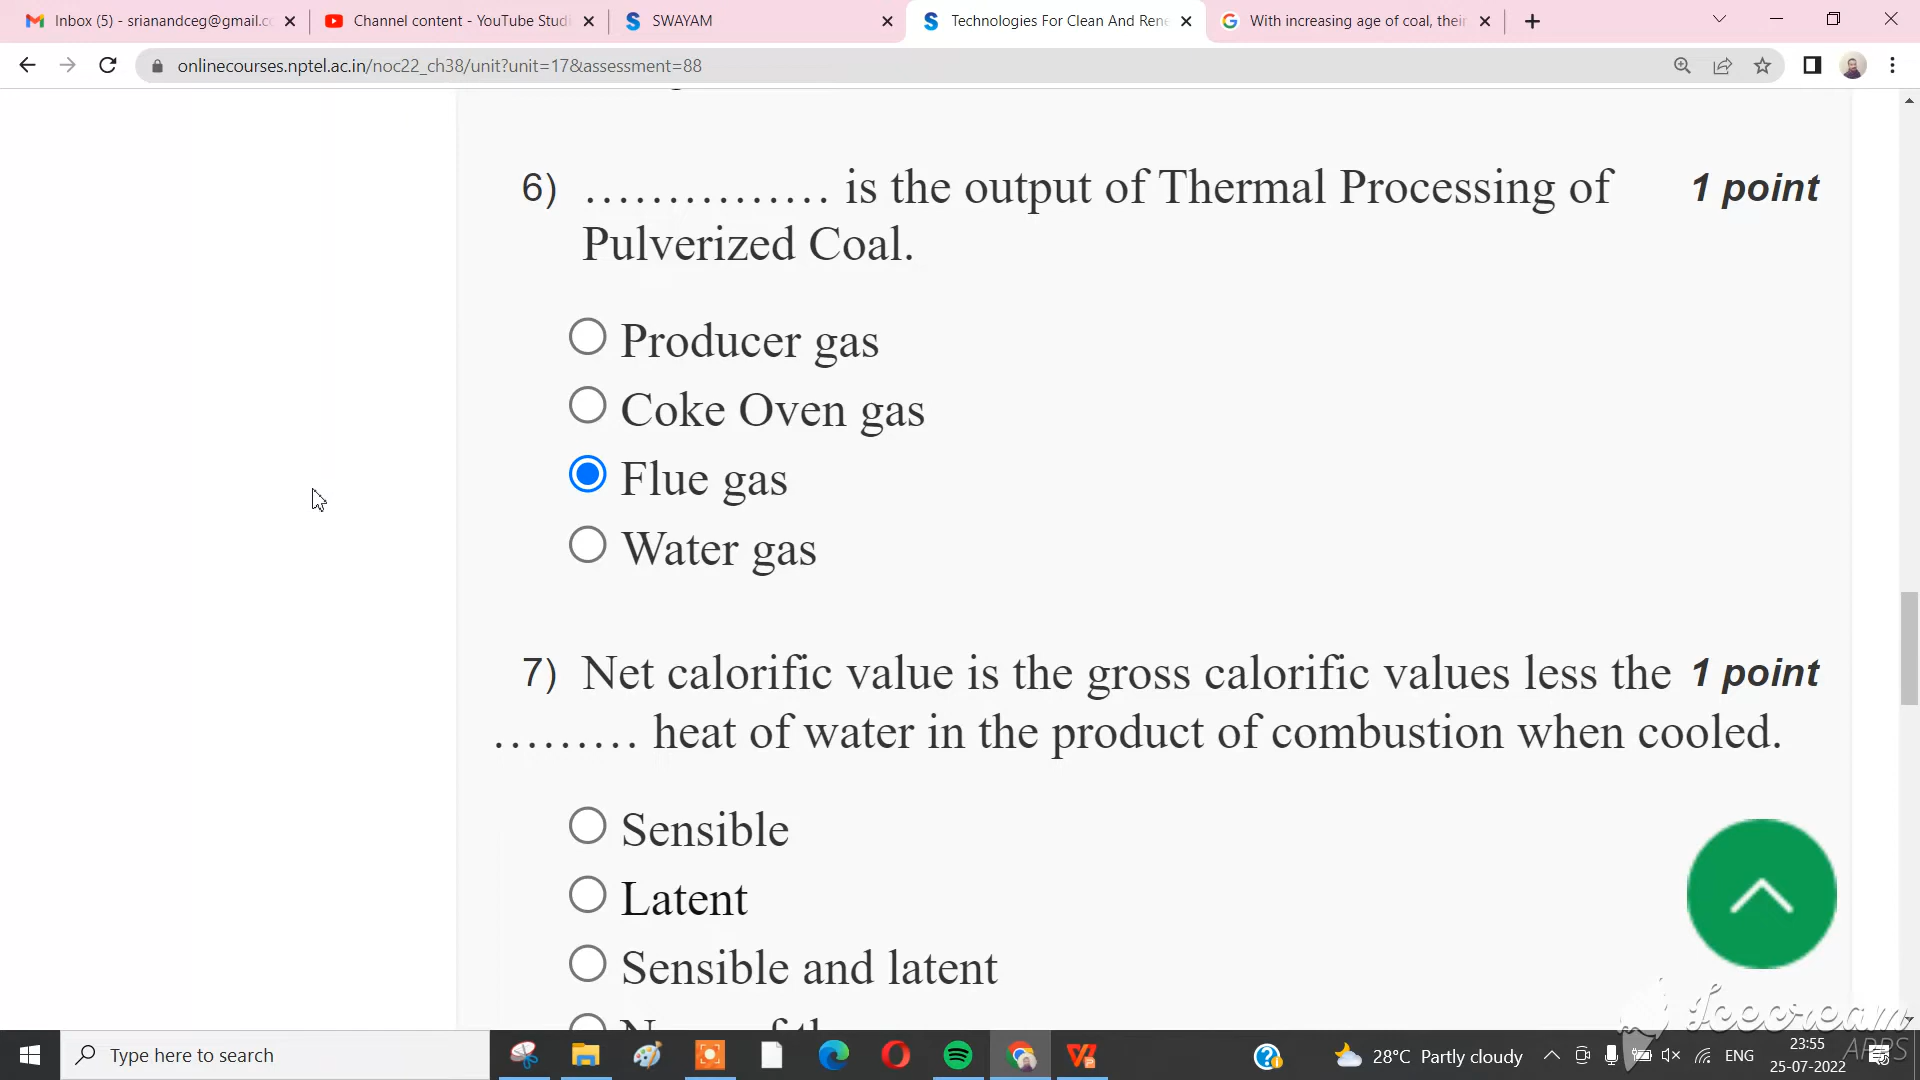 Inbox (5) - srianandceg@gmail.c
Channel content - YouTube Studi
SWAYAM
Technologies For Clean And Rene
With increasing age of coal, their
onlinecourses.nptel.ac.in/noc22_ch38/unit?unit=17&assessment=88
6) …………… is the output of Thermal Processing of 1 point
Pulverized Coal.
Producer gas
Coke Oven gas
Flue gas
Water gas
7) Net calorific value is the gross calorific values less the 1 point
……… heat of water in the product of combustion when cooled.
Sensible
Latent
Sensible and latent
Icecream
APPS
Type here to search
28°C Partly cloudy
ENG
23:55
25-07-2022